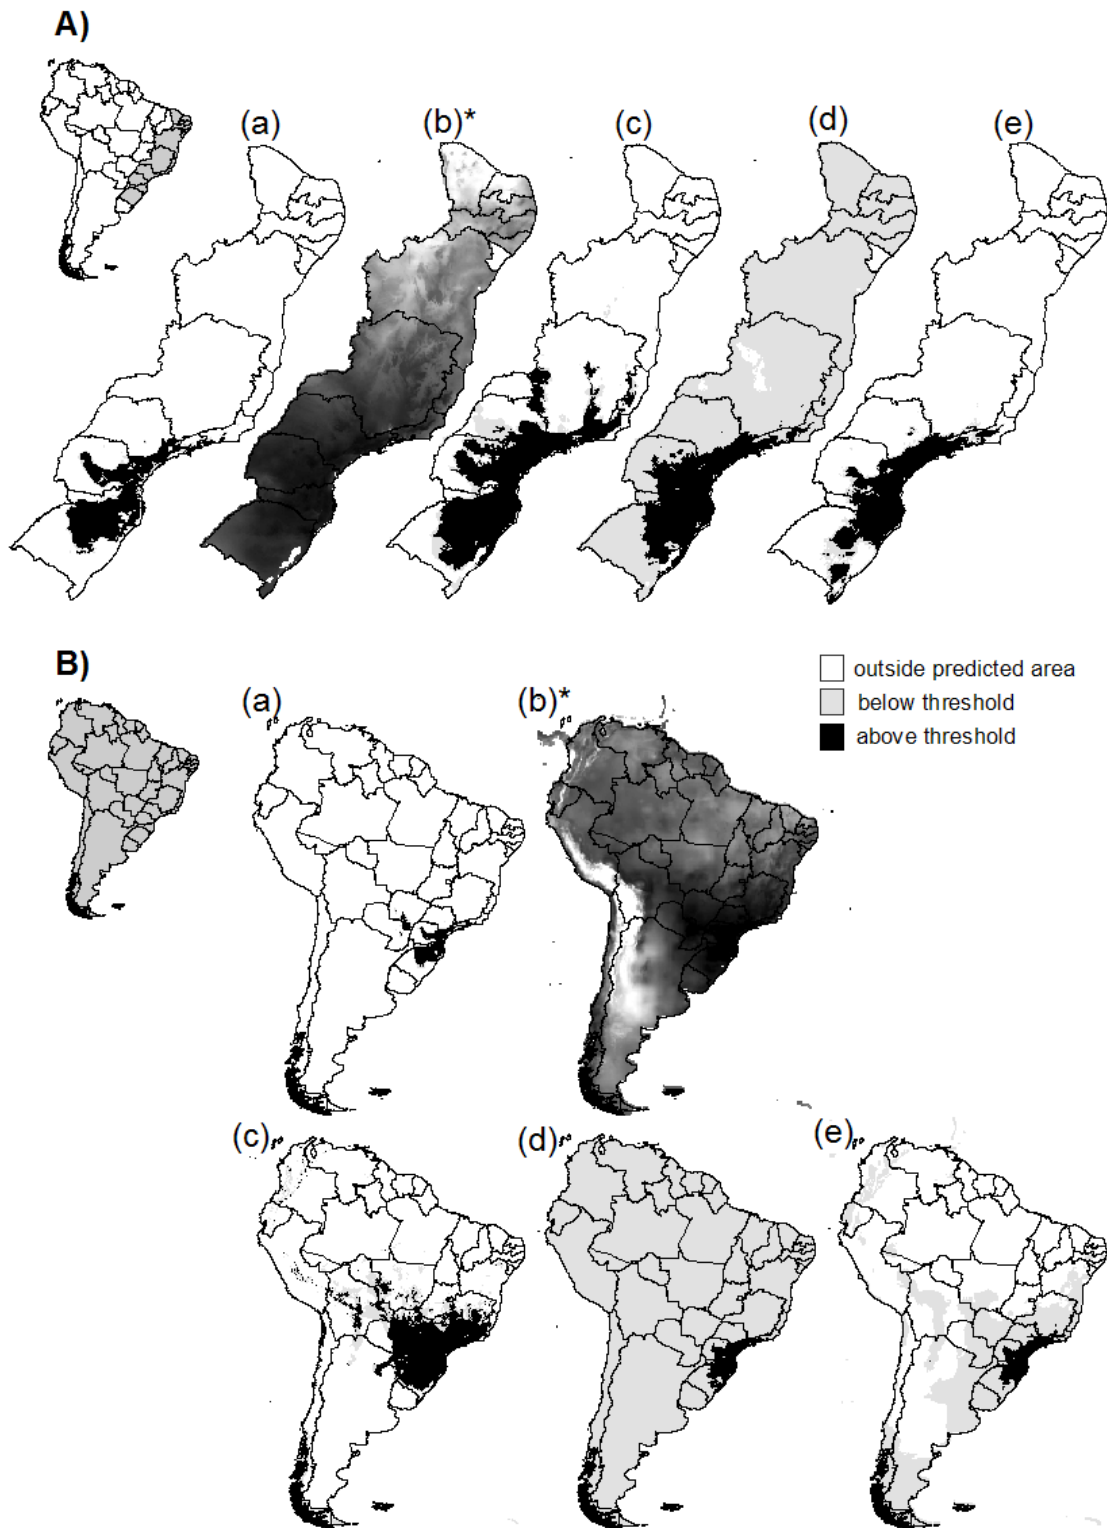 A)
(a)
(b)*
(c)
(d)
(e)
B)
(a)
(b)*
outside predicted area
below threshold
above threshold
(c)
(d)
(e)